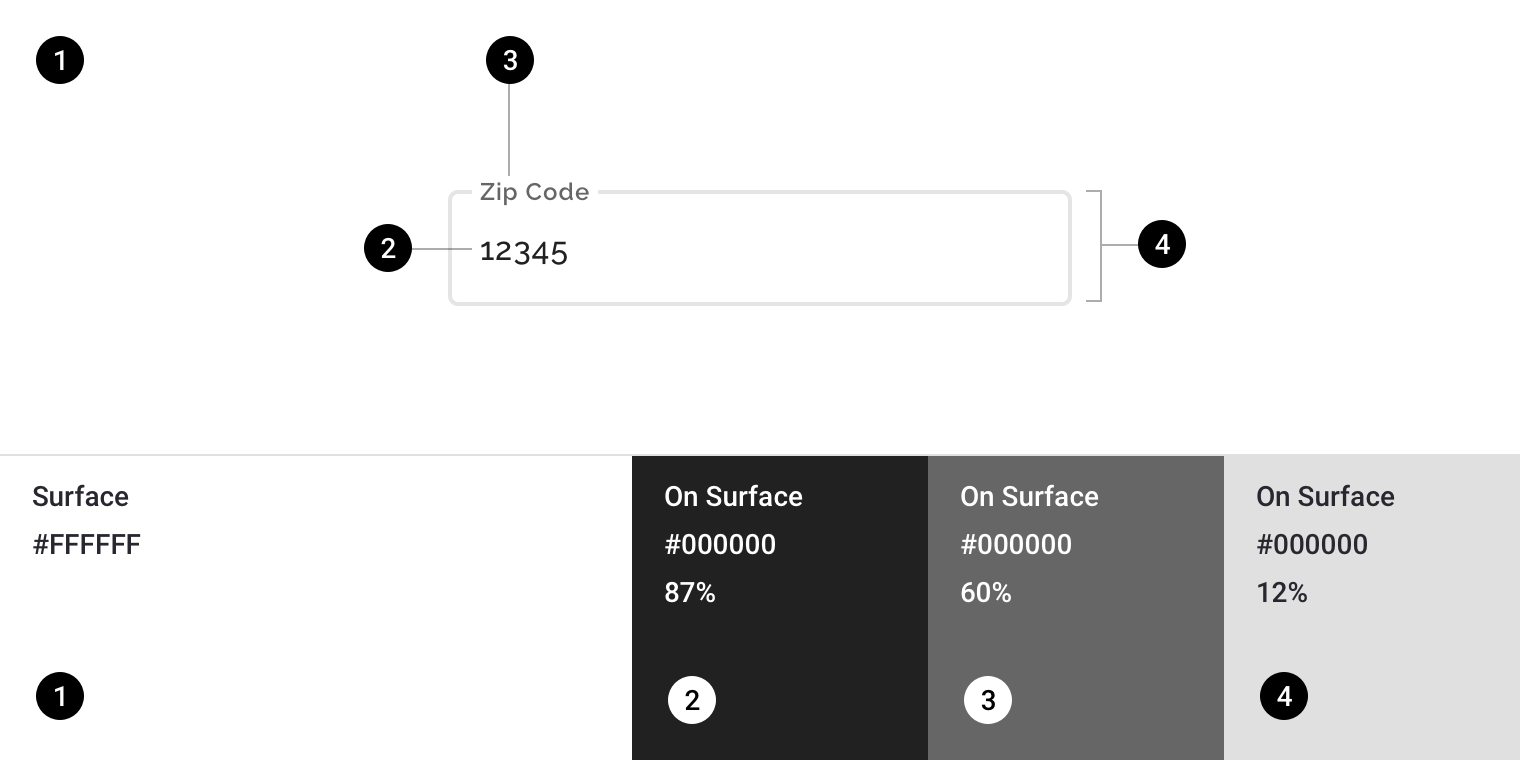 1
3
Zip Code
2
12345
4
Surface
#FFFFFF
1
On Surface
#000000
87%
2
On Surface
#000000
60%
3
On Surface
#000000
12%
4